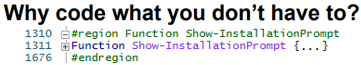 Why code what you don't have to?
1310 #region Function Show-InstallationPrompt
1311 Function Show-InstallationPrompt {...}
1676 #endregion